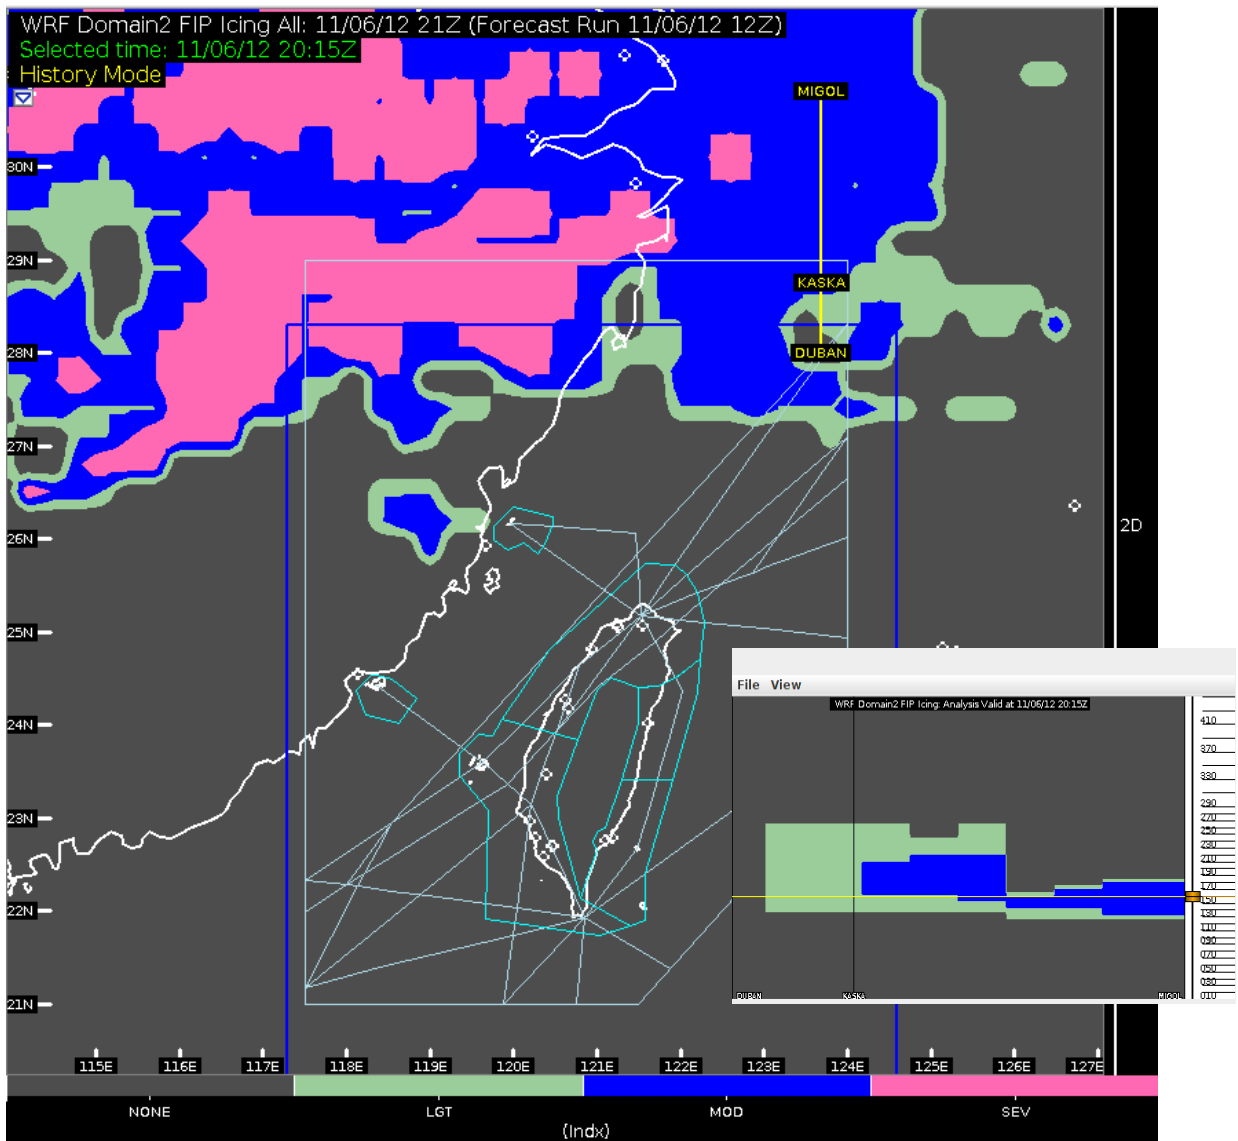 WRF Domain2 FIP Icing All: 11/06/12 21Z (Forecast Run 11/06/12 12Z)
Selected time: 11/06/12 20:15Z
History Mode
MIGOL
30N
29N
KASKA
28N
DUBAN
27N
26N
2D
25N
24N
23N
22N
21N
File View
WRF Domain2 FIP Icing: Analysis Valid at 11/06/12 20:15Z
410
370
330
290
270
250
230
210
190
170
150
130
110
090
070
050
030
010
DUBAN KASKA MIGOL
115E 116E 117E 118E 119E 120E 121E 122E 123E 124E 125E 126E 127E
NONE LGT MOD SEV
(Indx)